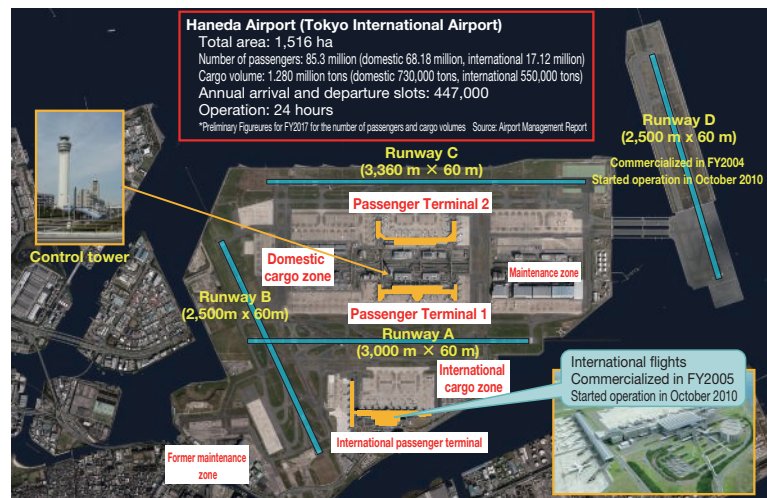 Haneda Airport (Tokyo International Airport)
Total area: 1,516 ha
Number of passengers: 85.3 million (domestic 68.18 million, international 17.12 million)
Cargo volume: 1.280 million tons (domestic 730,000 tons, international 550,000 tons)
Annual arrival and departure slots: 447,000
Operation: 24 hours
*Preliminary Figureures for FY2017 for the number of passengers and cargo volumes Source: Airport Management Report
Runway D
(2,500 m x 60 m)
Commercialized in FY2004
Started operation in October 2010
Runway C
(3,360 m × 60 m)
Passenger Terminal 2
Control tower
Domestic
cargo zone
Maintenance zone
Runway B
(2,500m x 60m)
Passenger Terminal 1
Runway A
(3,000 m × 60 m)
International
cargo zone
International flights
Commercialized in FY2005
Started operation in October 2010
International passenger terminal
Former maintenance
zone